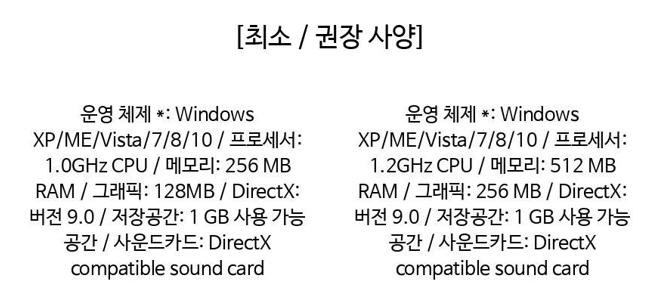 [최소 / 권장 사양]
운영 체제 *: Windows
XP/ME/Vista/7/8/10 / 프로세서:
1.0GHz CPU / 메모리: 256 MB
RAM / 그래픽: 128MB / DirectX:
버전 9.0 / 저장공간: 1 GB 사용 가능
공간 / 사운드카드: DirectX
compatible sound card
운영 체제 *: Windows
XP/ME/Vista/7/8/10 / 프로세서:
1.2GHz CPU / 메모리: 512 MB
RAM / 그래픽: 256 MB / DirectX:
버전 9.0 / 저장공간: 1 GB 사용 가능
공간 / 사운드카드: DirectX
compatible sound card